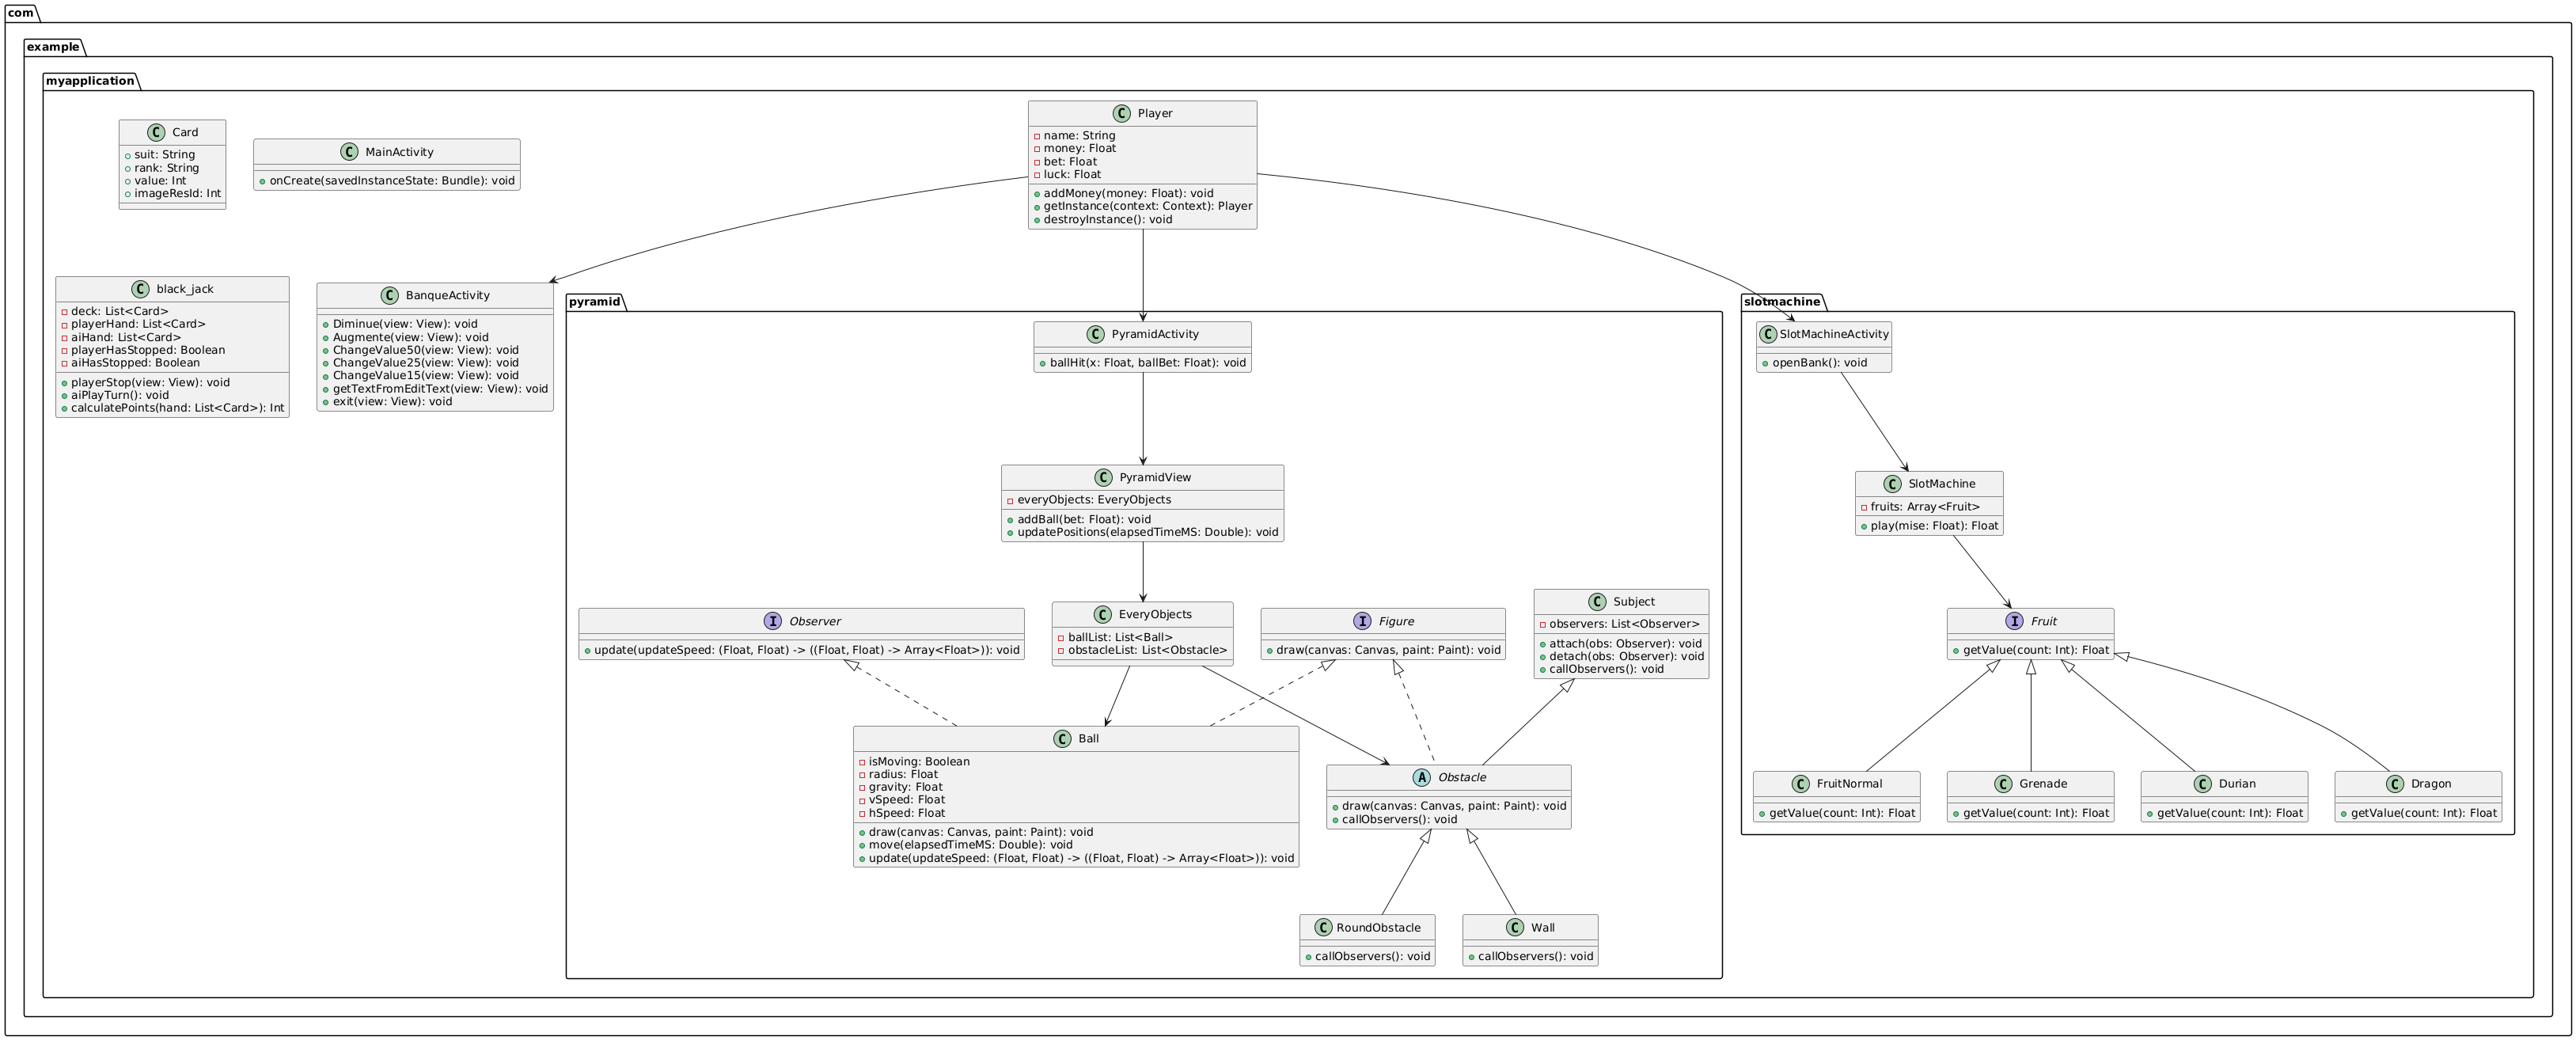 com
example
myapplication
C Card
suit: String
rank: String
value: Int
imageResId: Int
C MainActivity
onCreate(savedInstanceState: Bundle): void
C Player
name: String
money: Float
bet: Float
luck: Float
addMoney(money: Float): void
getInstance(context: Context): Player
destroyInstance(): void
C black_jack
deck: List<Card>
playerHand: List<Card>
aiHand: List<Card>
playerHasStopped: Boolean
aiHasStopped: Boolean
playerStop(view: View): void
aiPlayTurn(): void
calculatePoints(hand: List<Card>): Int
C BanqueActivity
Diminue(view: View): void
Augmente(view: View): void
ChangeValue50(view: View): void
ChangeValue25(view: View): void
ChangeValue15(view: View): void
getTextFromEditText(view: View): void
exit(view: View): void
pyramid
C PyramidActivity
ballHit(x: Float, ballBet: Float): void
C PyramidView
everyObjects: EveryObjects
addBall(bet: Float): void
updatePositions(elapsedTimeMS: Double): void
I Observer
update(updateSpeed: (Float, Float) -> ((Float, Float) -> Array<Float>)): void
C EveryObjects
ballList: List<Ball>
obstacleList: List<Obstacle>
I Figure
draw(canvas: Canvas, paint: Paint): void
C Subject
observers: List<Observer>
attach(obs: Observer): void
detach(obs: Observer): void
callObservers(): void
C Ball
isMoving: Boolean
radius: Float
gravity: Float
vSpeed: Float
hSpeed: Float
draw(canvas: Canvas, paint: Paint): void
move(elapsedTimeMS: Double): void
update(updateSpeed: (Float, Float) -> ((Float, Float) -> Array<Float>)): void
A Obstacle
draw(canvas: Canvas, paint: Paint): void
callObservers(): void
C RoundObstacle
callObservers(): void
C Wall
callObservers(): void
slotmachine
C SlotMachineActivity
openBank(): void
C SlotMachine
fruits: Array<Fruit>
play(mise: Float): Float
I Fruit
getValue(count: Int): Float
C FruitNormal
getValue(count: Int): Float
C Grenade
getValue(count: Int): Float
C Durian
getValue(count: Int): Float
C Dragon
getValue(count: Int): Float